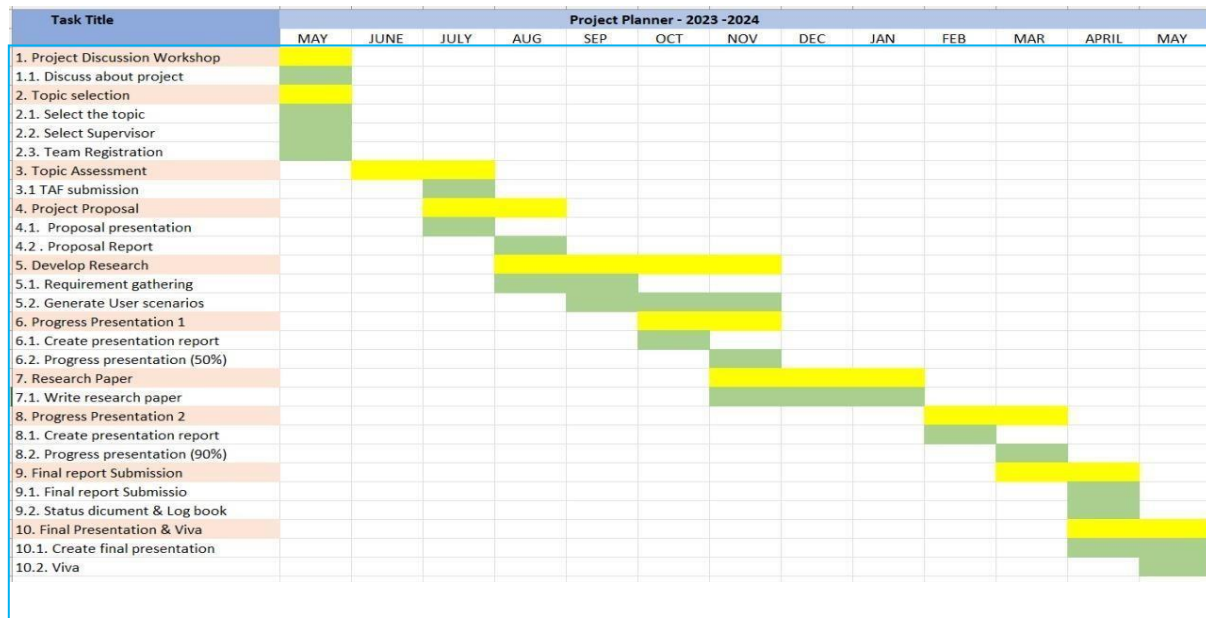 Task Title
Project Planner - 2023 -2024
MAY JUNE JULY AUG SEP OCT NOV DEC JAN FEB MAR APRIL MAY
1. Project Discussion Workshop
1.1. Discuss about project
2. Topic selection
2.1. Select the topic
2.2. Select Supervisor
2.3. Team Registration
3. Topic Assessment
3.1 TAF submission
4. Project Proposal
4.1. Proposal presentation
4.2 . Proposal Report
5. Develop Research
5.1. Requirement gathering
5.2. Generate User scenarios
6. Progress Presentation 1
6.1. Create presentation report
6.2. Progress presentation (50%)
7. Research Paper
7.1. Write research paper
8. Progress Presentation 2
8.1. Create presentation report
8.2. Progress presentation (90%)
9. Final report Submission
9.1. Final report Submissio
9.2. Status dicument & Log book
10. Final Presentation & Viva
10.1. Create final presentation
10.2. Viva